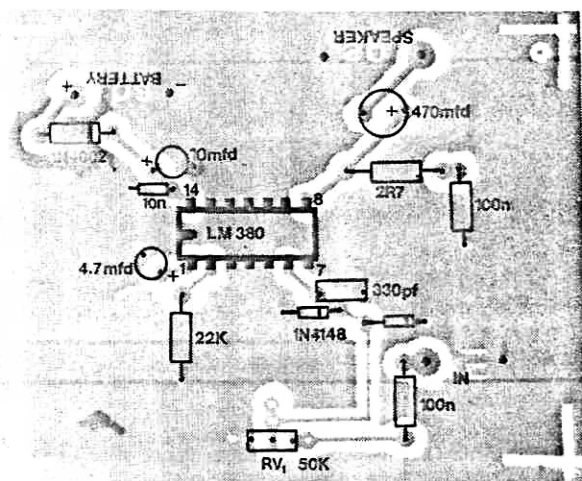 SPEAKER
+ BATTERY -
+ 470mfd
+ 10mfd
2R7
14
8
10n
100n
LM 380
4.7mfd
+
1
7
330pf
22K
1N4148
IN
100n
RV₁ 50K